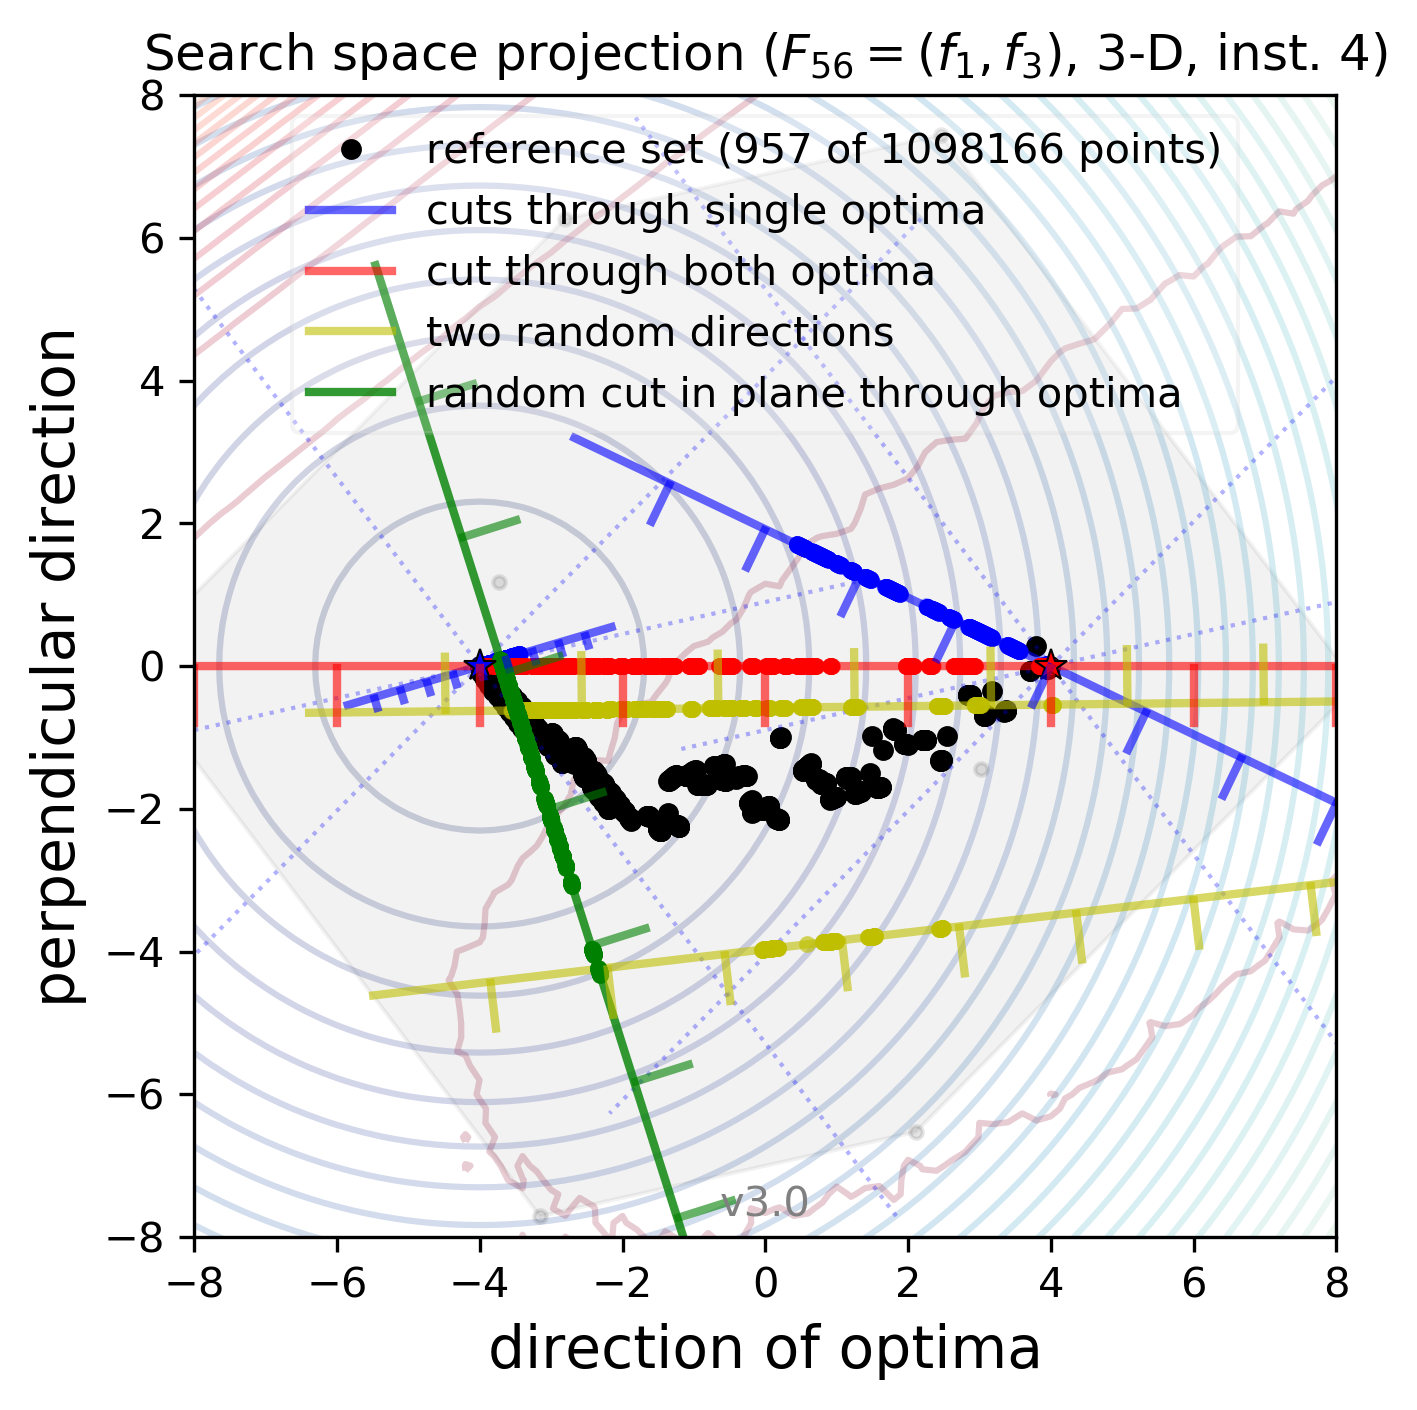 Search space projection (F₅₆ = (f₁, f₃), 3-D, inst. 4)
reference set (957 of 1098166 points)
cuts through single optima
cut through both optima
two random directions
random cut in plane through optima
perpendicular direction
8
6
4
2
0
−2
−4
−6
−8
v3.0
−8 −6 −4 −2 0 2 4 6 8
direction of optima